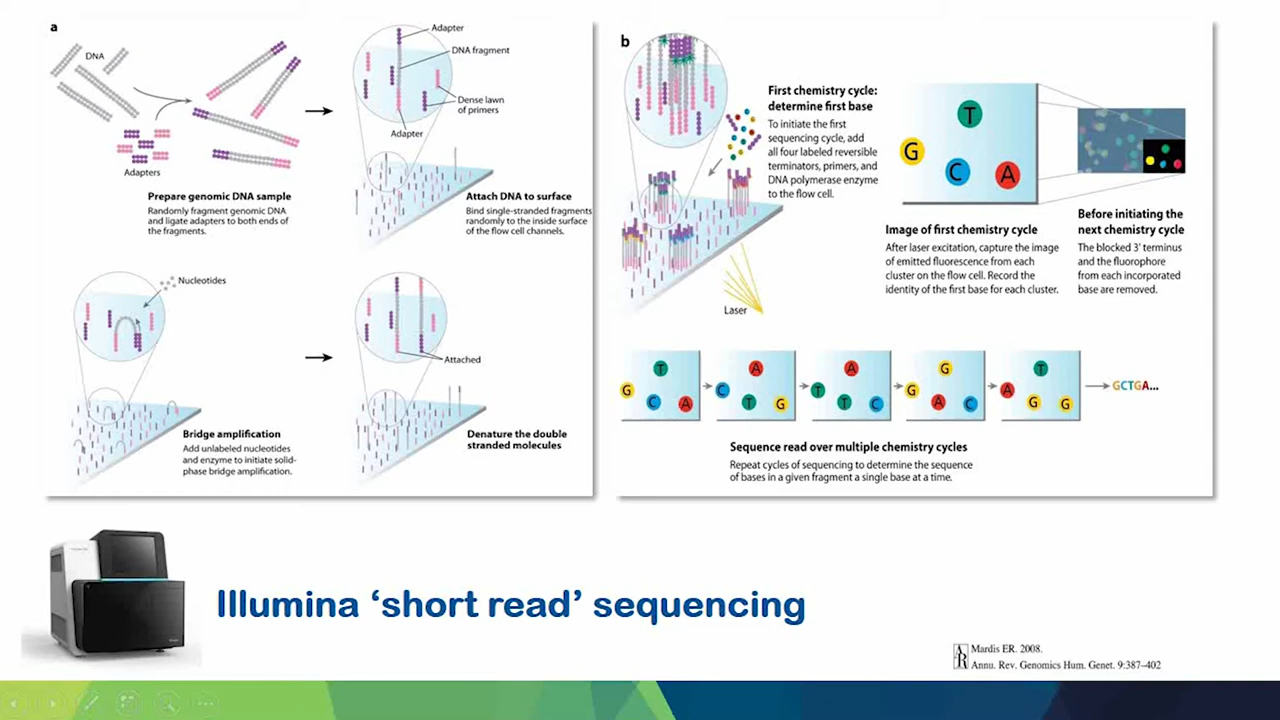 a
DNA
Adapters
Prepare genomic DNA sample
Randomly fragment genomic DNA
and ligate adapters to both ends of
the fragments.
Adapter
DNA fragment
Dense lawn
of primers
Adapter
Attach DNA to surface
Bind single-stranded fragments
randomly to the inside surface
of the flow cell channels.
Nucleotides
Bridge amplification
Add unlabeled nucleotides
and enzyme to initiate solid-
phase bridge amplification.
Attached
Denature the double
stranded molecules
b
First chemistry cycle:
determine first base
To initiate the first
sequencing cycle, add
all four labeled reversible
terminators, primers, and
DNA polymerase enzyme
to the flow cell.
Laser
T
G
C
A
Image of first chemistry cycle
After laser excitation, capture the image
of emitted fluorescence from each
cluster on the flow cell. Record the
identity of the first base for each cluster.
Before initiating the
next chemistry cycle
The blocked 3' terminus
and the fluorophore
from each incorporated
base are removed.
T
G
C
A
A
C
T
G
A
T
T
C
G
G
A
C
T
A
G
G
GCTGA...
Sequence read over multiple chemistry cycles
Repeat cycles of sequencing to determine the sequence
of bases in a given fragment a single base at a time.
Illumina ‘short read’ sequencing
AR
Mardis ER. 2008.
Annu. Rev. Genomics Hum. Genet. 9:387–402